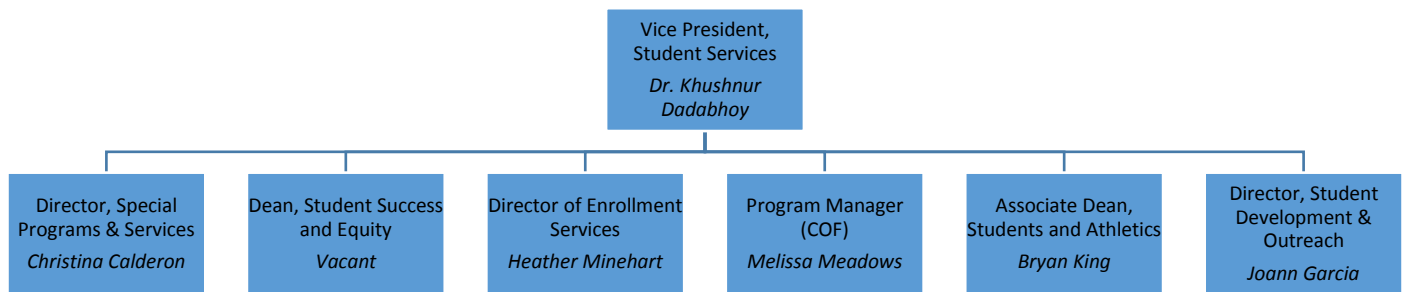 Vice President,
Student Services
Dr. Khushnur
Dadabhoy
Director, Special
Programs & Services
Christina Calderon
Dean, Student Success
and Equity
Vacant
Director of Enrollment
Services
Heather Minehart
Program Manager
(COF)
Melissa Meadows
Associate Dean,
Students and Athletics
Bryan King
Director, Student
Development &
Outreach
Joann Garcia